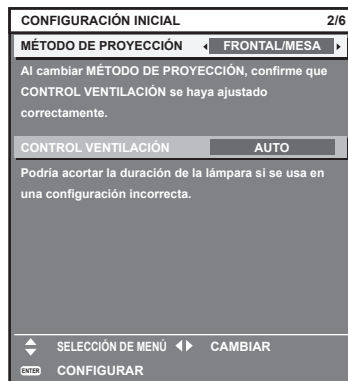 CONFIGURACIÓN INICIAL 2/6
MÉTODO DE PROYECCIÓN FRONTAL/MESA
Al cambiar MÉTODO DE PROYECCIÓN, confirme que
CONTROL VENTILACIÓN se haya ajustado
correctamente.
CONTROL VENTILACIÓN AUTO
Podría acortar la duración de la lámpara si se usa en
una configuración incorrecta.
SELECCIÓN DE MENÚ CAMBIAR
ENTER CONFIGURAR